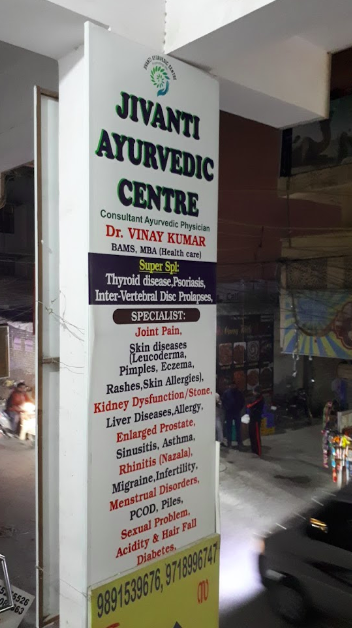 JIVANTI
AYURVEDIC
CENTRE
Consultant Ayurvedic Physician
Dr. VINAY KUMAR
BAMS, MBA (Health care)
Super Spl:
Thyroid disease,Psoriasis,
Inter-Vertebral Disc Prolapses,
SPECIALIST:
Joint Pain,
Skin diseases
(Leucoderma,
Pimples, Eczema,
Rashes,Skin Allergies),
Kidney Dysfunction/Stone,
Liver Diseases,Allergy,
Enlarged Prostate,
Sinusitis, Asthma,
Rhinitis (Nazala),
Migraine,Infertility,
Menstrual Disorders,
PCOD, Piles,
Sexual Problem,
Acidity & Hair Fall
Diabetes,
9891539676, 9718996747